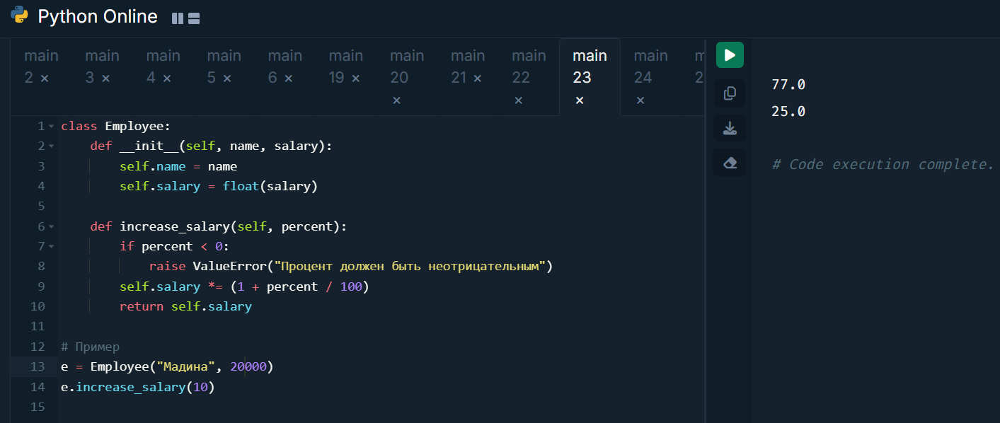 Python Online
main 2 × main 3 × main 4 × main 5 × main 6 × main 19 × main 20 × main 21 × main 22 × main 23 × main 24 × m 2
1 class Employee:
2     def __init__(self, name, salary):
3         self.name = name
4         self.salary = float(salary)
5
6     def increase_salary(self, percent):
7         if percent < 0:
8             raise ValueError("Процент должен быть неотрицательным")
9         self.salary *= (1 + percent / 100)
10         return self.salary
11
12 # Пример
13 e = Employee("Мадина", 20000)
14 e.increase_salary(10)
15
77.0
25.0
# Code execution complete.